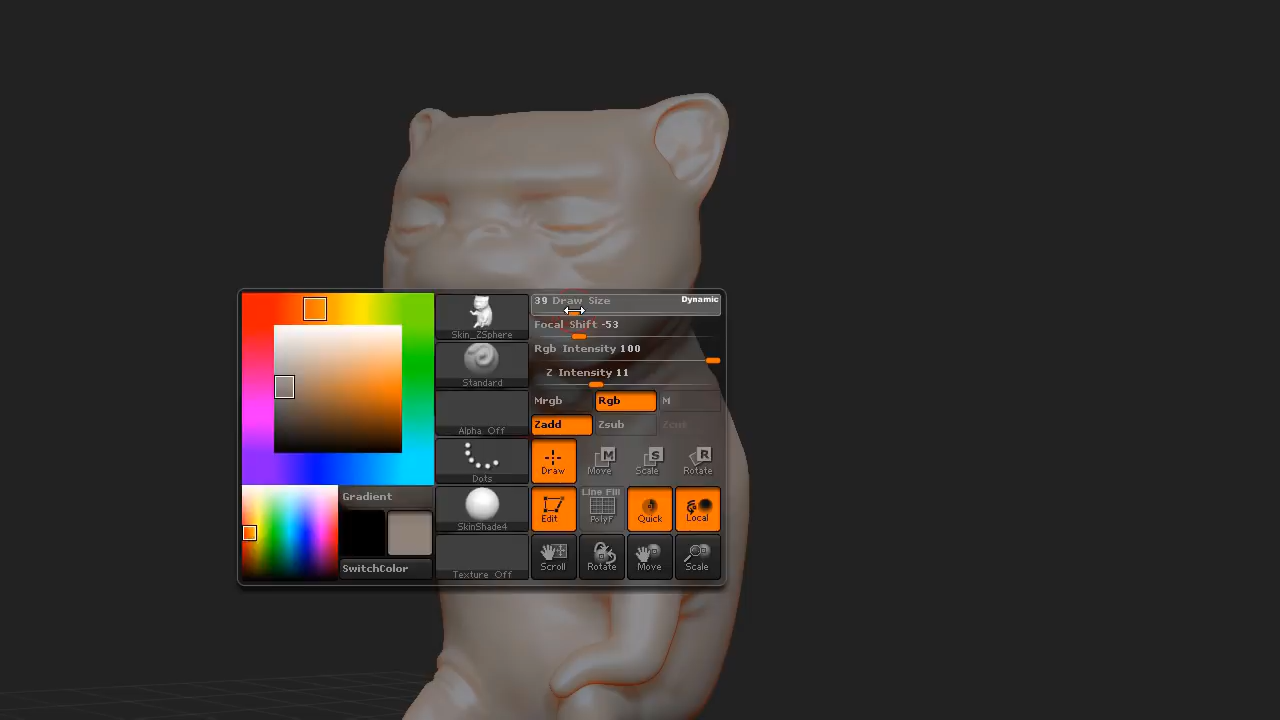 39 Draw Size
Dynamic
Focal Shift -53
Rgb Intensity 100
Z Intensity 11
Mrgb
Rgb
M
Zadd
Zsub
Zcut
Skin_ZSphere
Standard
Alpha Off
Dots
SkinShade4
Texture Off
M
S
R
Draw
Move
Scale
Rotate
Line Fill
Edit
PolyF
Quick
Local
Scroll
Rotate
Move
Scale
Gradient
SwitchColor